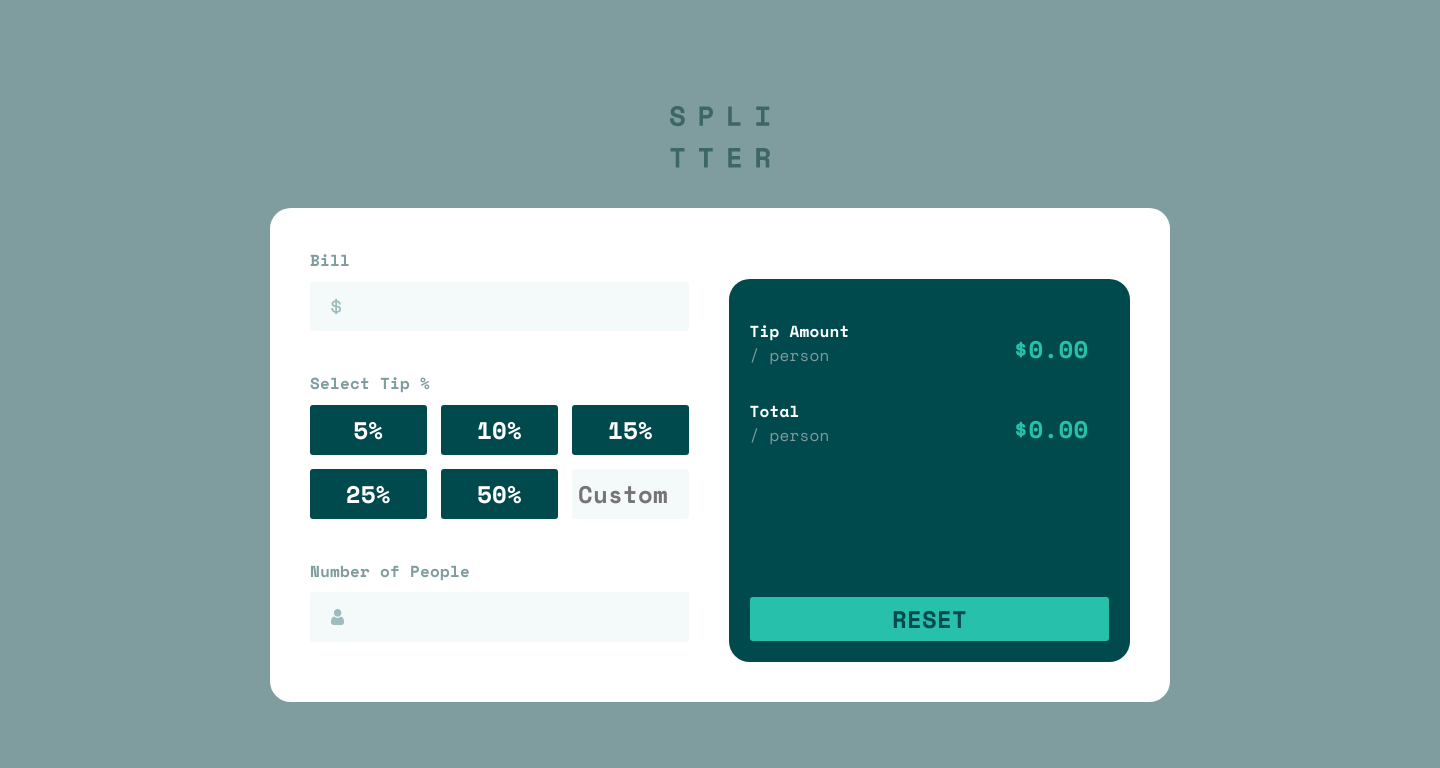 SPLI
TTER
Bill
$
Select Tip %
5% 10% 15%
25% 50% Custom
Number of People
Tip Amount
/ person
$0.00
Total
/ person
$0.00
RESET